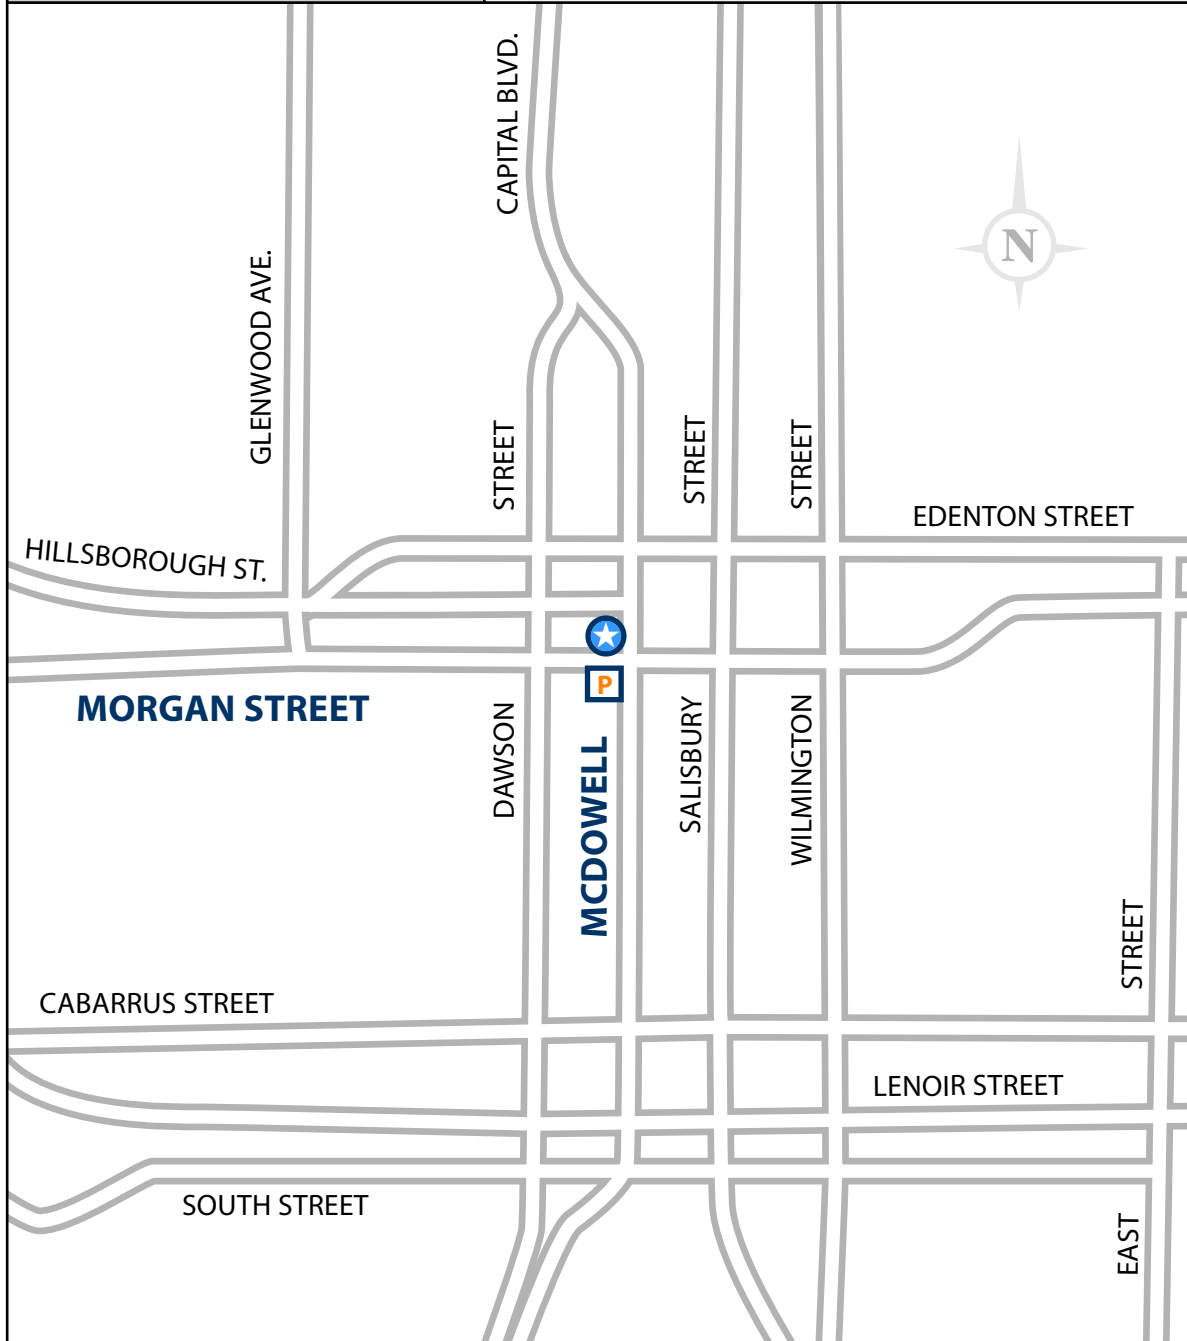 CAPITAL BLVD.
N
GLENWOOD AVE.
STREET
STREET
STREET
EDENTON STREET
HILLSBOROUGH ST.
P
MORGAN STREET
DAWSON
MCDOWELL
SALISBURY
WILMINGTON
STREET
CABARRUS STREET
LENOIR STREET
SOUTH STREET
EAST